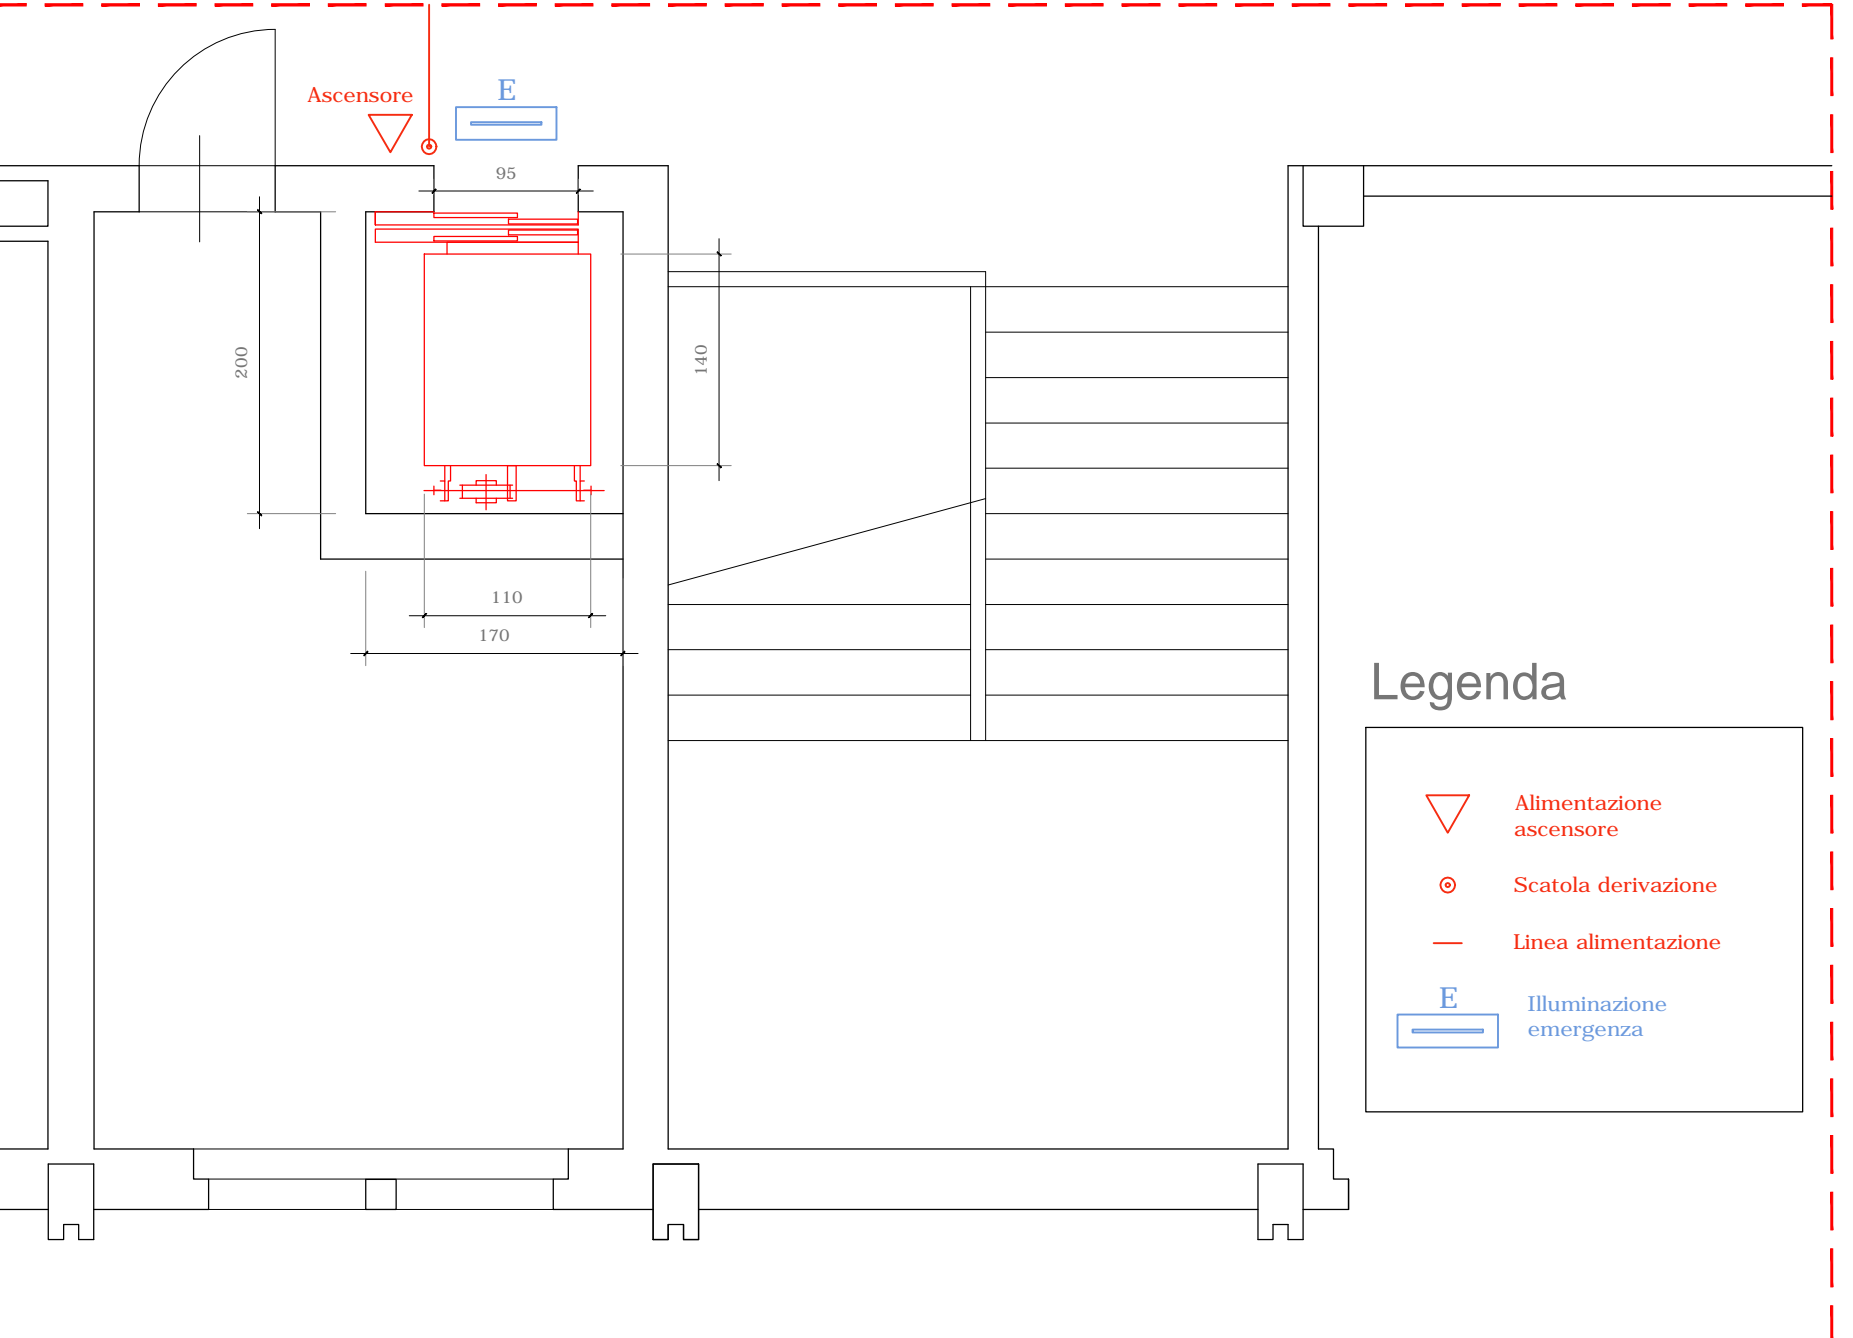 E
Ascensore
95
200
140
110
170
Legenda
Alimentazione
ascensore
Scatola derivazione
Linea alimentazione
E
Illuminazione
emergenza